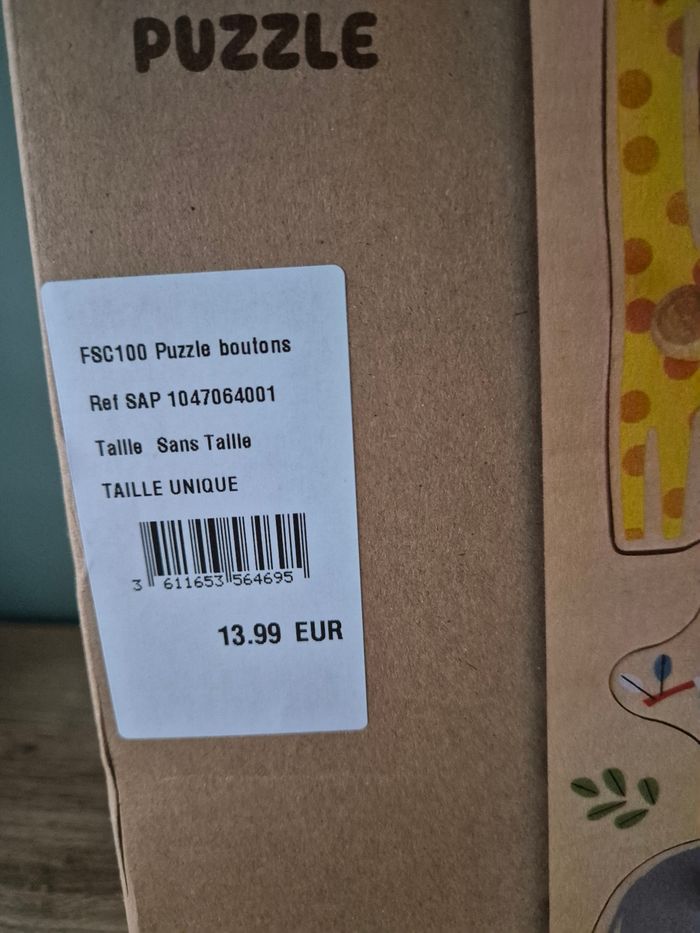 PUZZLE
FSC100 Puzzle boutons
Ref SAP 1047064001
Taille Sans Taille
TAILLE UNIQUE
3 611653 564695
13.99 EUR